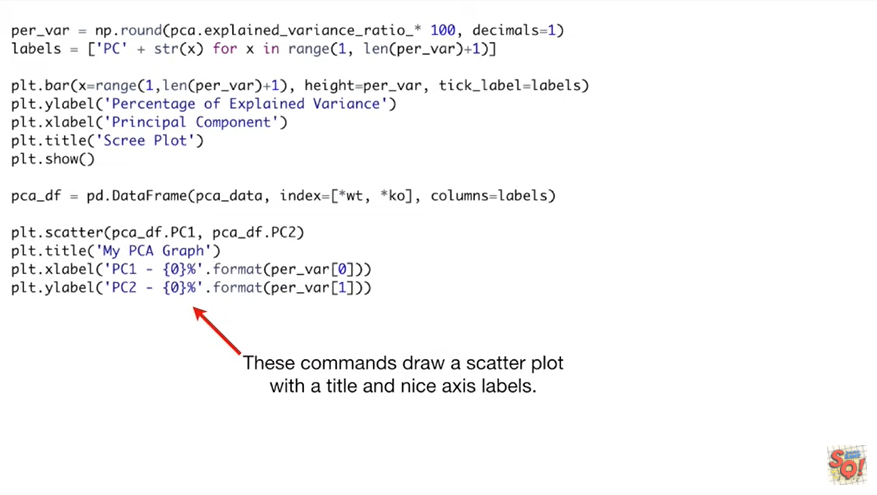 per_var = np.round(pca.explained_variance_ratio_* 100, decimals=1)
labels = ['PC' + str(x) for x in range(1, len(per_var)+1)]
plt.bar(x=range(1,len(per_var)+1), height=per_var, tick_label=labels)
plt.ylabel('Percentage of Explained Variance')
plt.xlabel('Principal Component')
plt.title('Scree Plot')
plt.show()
pca_df = pd.DataFrame(pca_data, index=[*wt, *ko], columns=labels)
plt.scatter(pca_df.PC1, pca_df.PC2)
plt.title('My PCA Graph')
plt.xlabel('PC1 - {0}%'.format(per_var[0]))
plt.ylabel('PC2 - {0}%'.format(per_var[1]))
These commands draw a scatter plot
with a title and nice axis labels.
SQ!